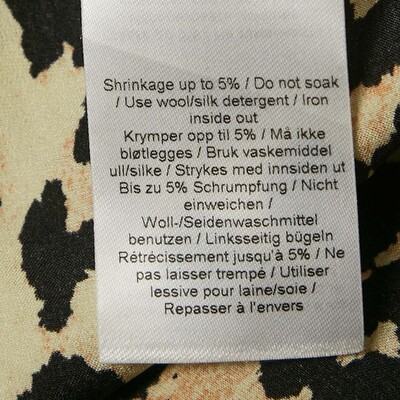 Shrinkage up to 5% / Do not soak
/ Use wool/silk detergent / Iron
inside out
Krymper opp til 5% / Må ikke
bløtlegges / Bruk vaskemiddel
ull/silke / Strykes med innsiden ut
Bis zu 5% Schrumpfung / Nicht
einweichen /
Woll-/Seidenwaschmittel
benutzen / Linksseitig bügeln
Rétrécissement jusqu'à 5% / Ne
pas laisser trempé / Utiliser
lessive pour laine/soie /
Repasser à l'envers